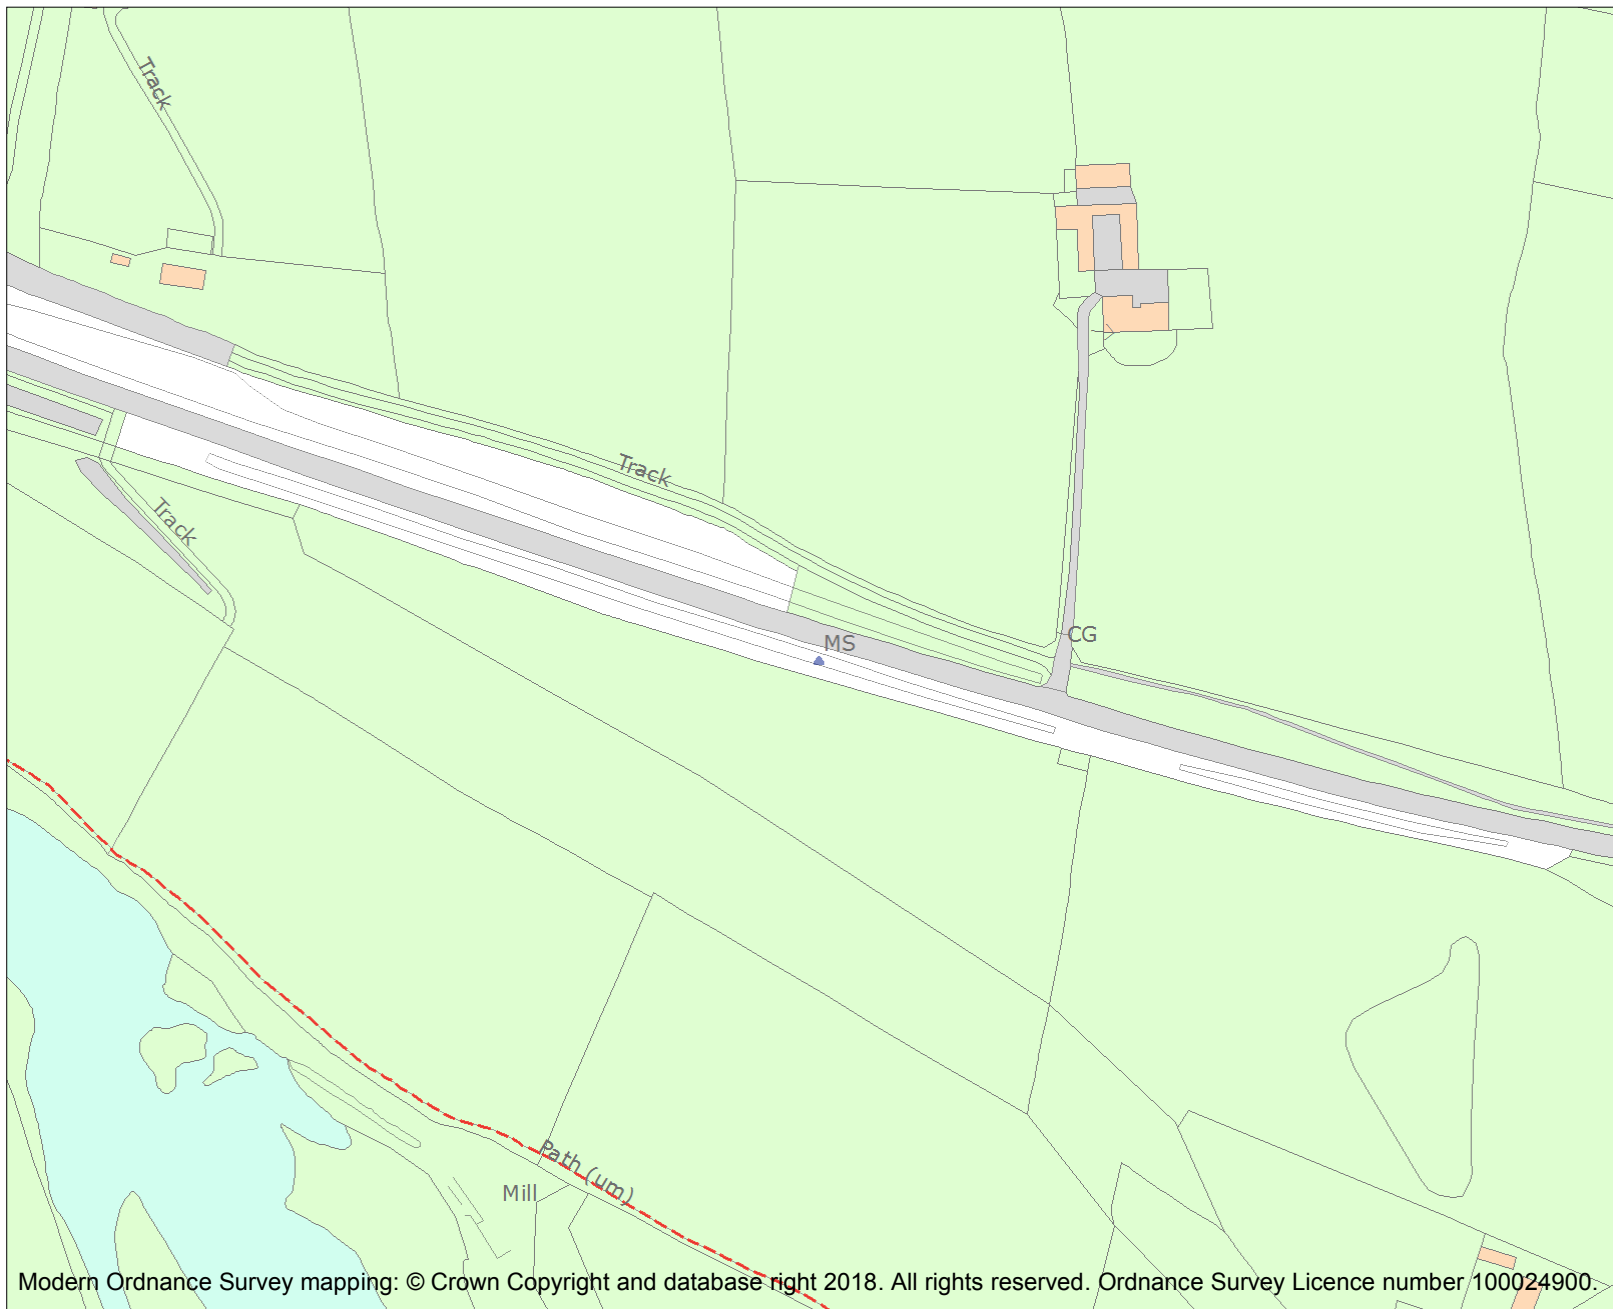 Track
Track
Track
MS
CG
Path (um)
Mill
Modern Ordnance Survey mapping: © Crown Copyright and database right 2018. All rights reserved. Ordnance Survey Licence number 100024900.